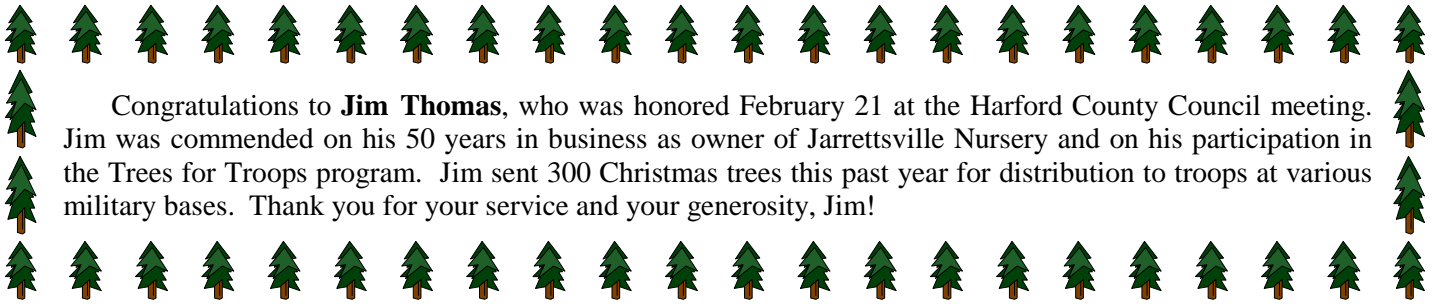 Congratulations to Jim Thomas, who was honored February 21 at the Harford County Council meeting.
Jim was commended on his 50 years in business as owner of Jarrettsville Nursery and on his participation in
the Trees for Troops program.  Jim sent 300 Christmas trees this past year for distribution to troops at various
military bases.  Thank you for your service and your generosity, Jim!